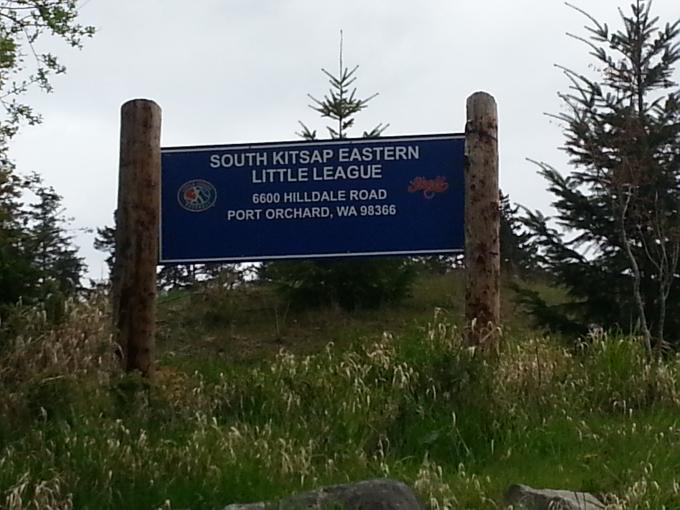 SOUTH KITSAP EASTERN
LITTLE LEAGUE
6600 HILLDALE ROAD
PORT ORCHARD, WA 98366